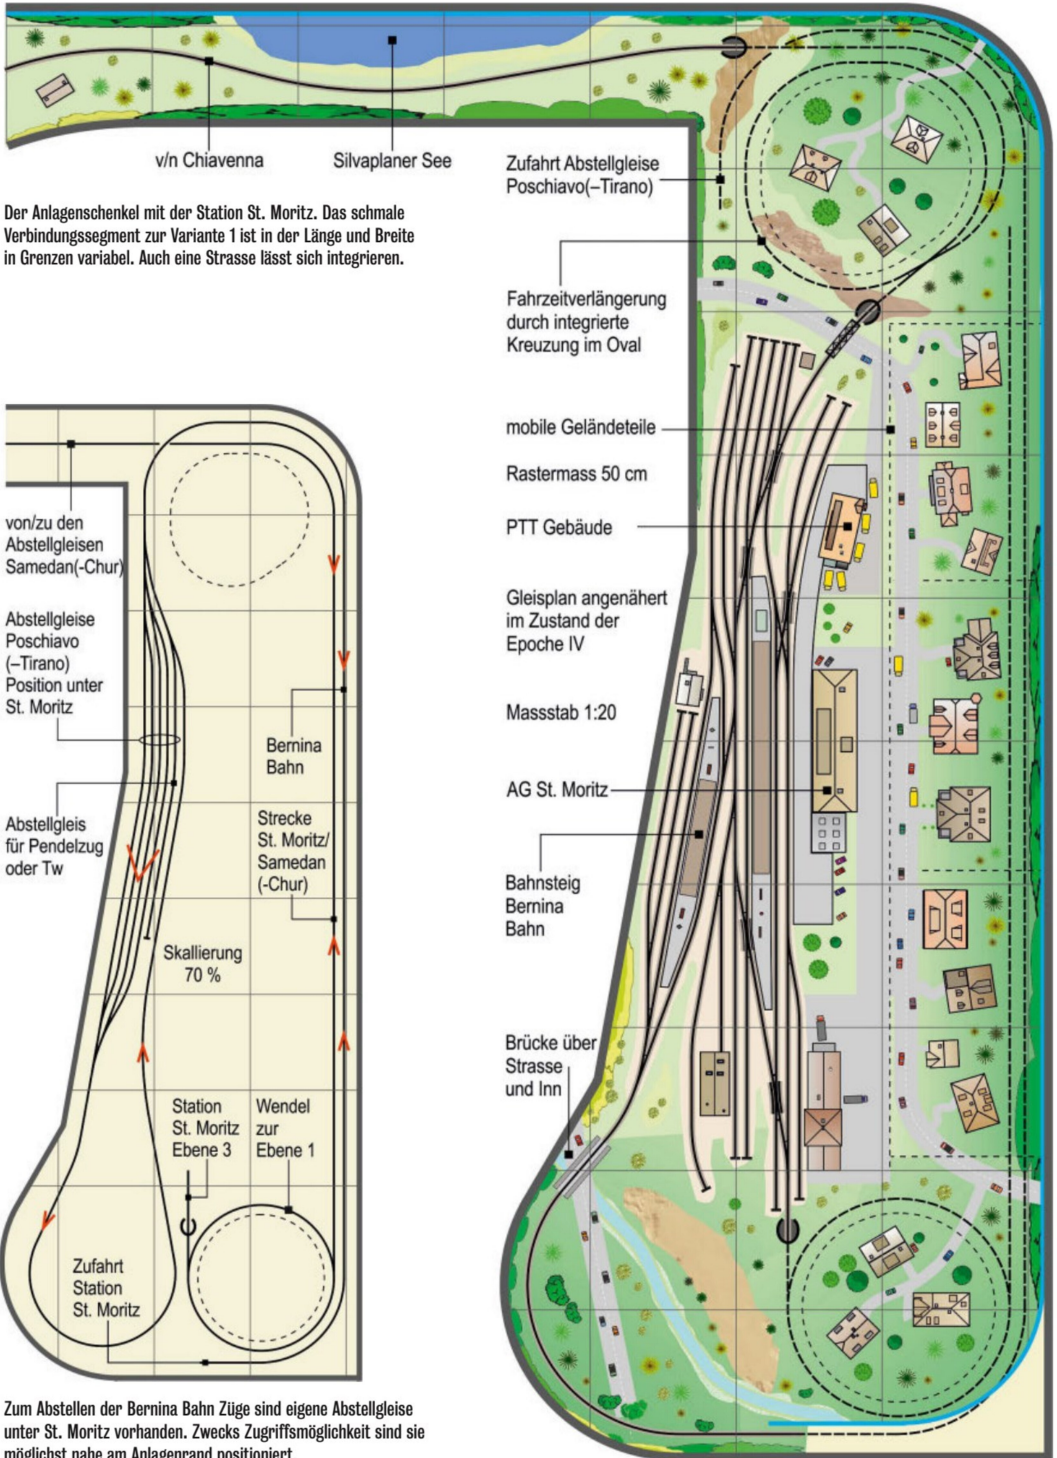 v/n Chiavenna
Silvaplaner See
Der Anlagenschenkel mit der Station St. Moritz. Das schmale
Verbindungssegment zur Variante 1 ist in der Länge und Breite
in Grenzen variabel. Auch eine Strasse lässt sich integrieren.
Zufahrt Abstellgleise
Poschiavo(–Tirano)
Fahrzeitverlängerung
durch integrierte
Kreuzung im Oval
mobile Geländeteile
Rastermass 50 cm
PTT Gebäude
Gleisplan angenähert
im Zustand der
Epoche IV
Massstab 1:20
AG St. Moritz
Bahnsteig
Bernina
Bahn
Brücke über
Strasse
und Inn
von/zu den
Abstellgleisen
Samedan(-Chur)
Abstellgleise
Poschiavo
(–Tirano)
Position unter
St. Moritz
Abstellgleis
für Pendelzug
oder Tw
Bernina
Bahn
Strecke
St. Moritz/
Samedan
(-Chur)
Skallierung
70 %
Station
St. Moritz
Ebene 3
Wendel
zur
Ebene 1
Zufahrt
Station
St. Moritz
Zum Abstellen der Bernina Bahn Züge sind eigene Abstellgleise
unter St. Moritz vorhanden. Zwecks Zugriffsmöglichkeit sind sie
möglichst nahe am Anlagenrand positioniert